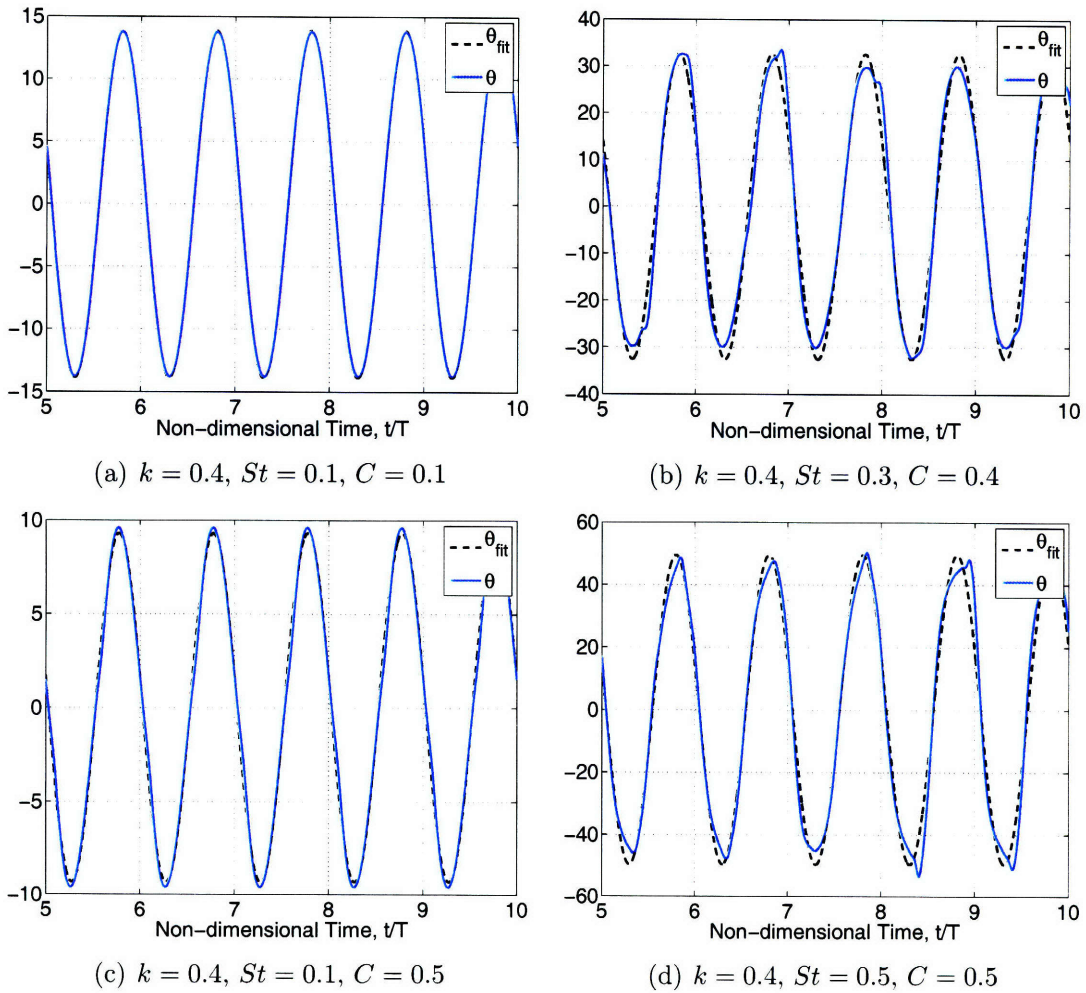 15
10
5
0
−5
−10
−15
5 6 7 8 9 10
θfit
θ
Non−dimensional Time, t/T
(a) k = 0.4, St = 0.1, C = 0.1
40
30
20
10
0
−10
−20
−30
−40
5 6 7 8 9 10
θfit
θ
Non−dimensional Time, t/T
(b) k = 0.4, St = 0.3, C = 0.4
10
5
0
−5
−10
5 6 7 8 9 10
θfit
θ
Non−dimensional Time, t/T
(c) k = 0.4, St = 0.1, C = 0.5
60
40
20
0
−20
−40
−60
5 6 7 8 9 10
θfit
θ
Non−dimensional Time, t/T
(d) k = 0.4, St = 0.5, C = 0.5